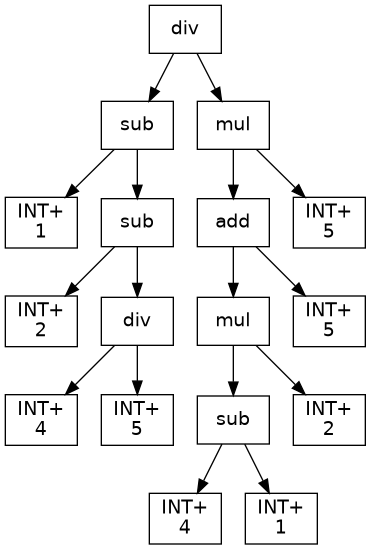 div
sub
mul
INT+
1
sub
add
INT+
5
INT+
2
div
mul
INT+
5
INT+
4
INT+
5
sub
INT+
2
INT+
4
INT+
1